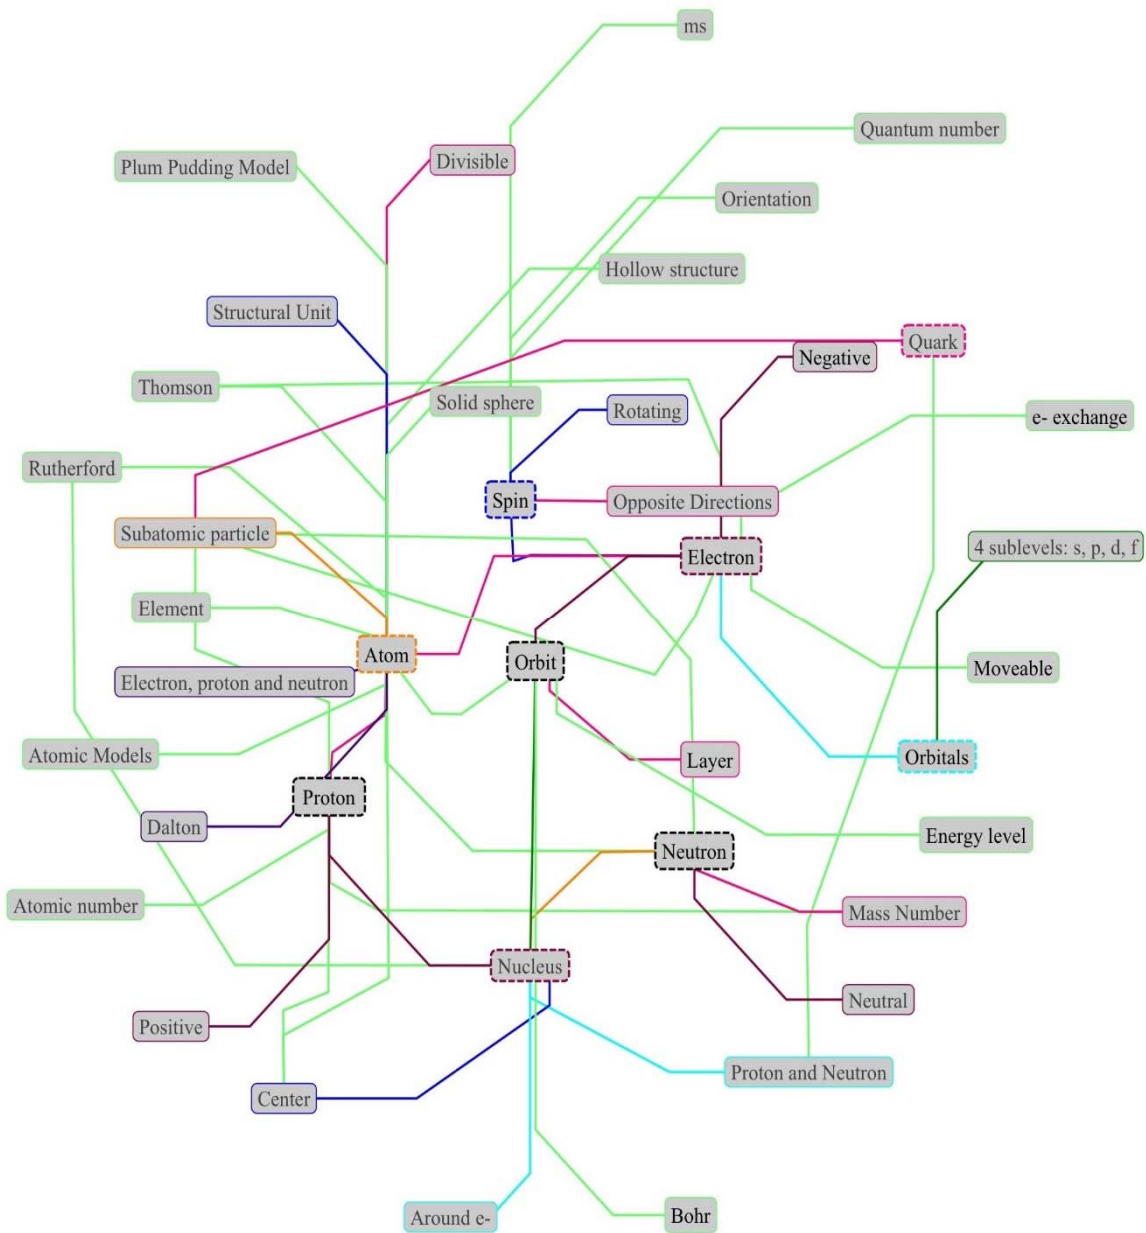 ms
Quantum number
Plum Pudding Model
Divisible
Orientation
Hollow structure
Structural Unit
Quark
Negative
Thomson
Solid sphere
Rotating
e- exchange
Rutherford
Spin
Opposite Directions
Subatomic particle
4 sublevels: s, p, d, f
Electron
Element
Atom
Orbit
Moveable
Electron, proton and neutron
Atomic Models
Layer
Orbitals
Proton
Dalton
Energy level
Neutron
Atomic number
Mass Number
Nucleus
Neutral
Positive
Proton and Neutron
Center
Around e-
Bohr